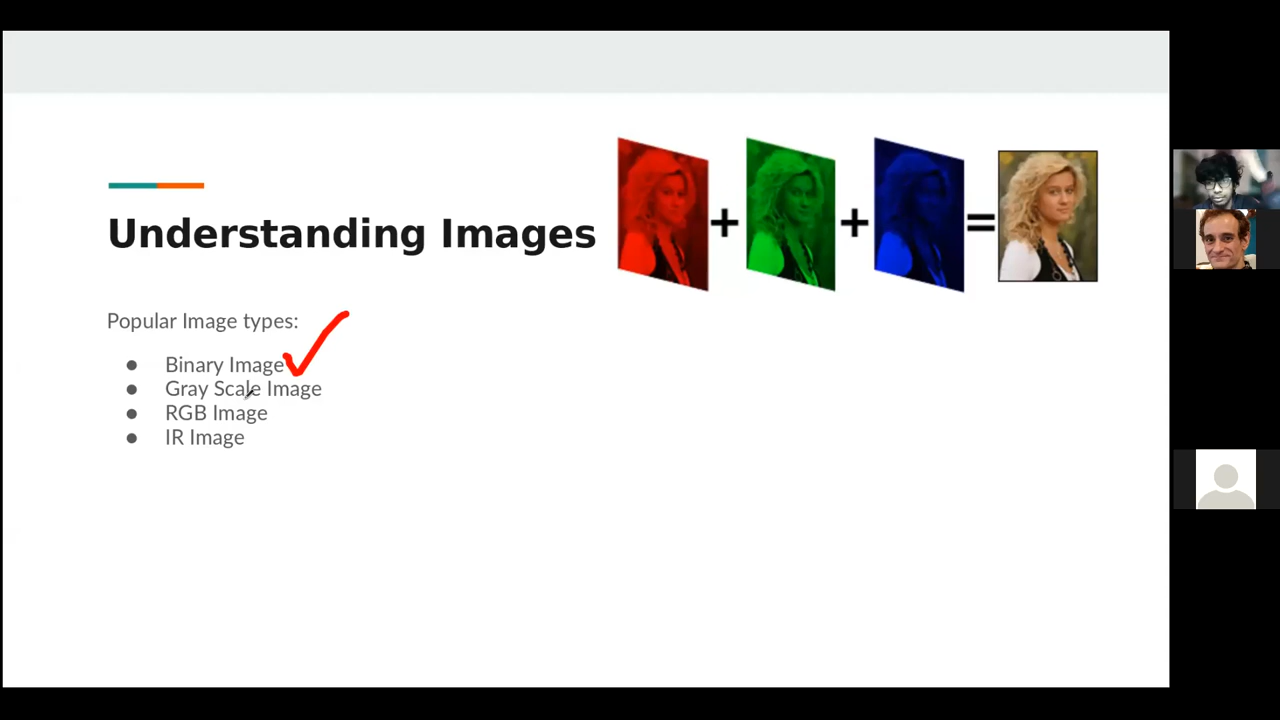 Understanding Images
+ + =
Popular Image types:
● Binary Image
● Gray Scale Image
● RGB Image
● IR Image